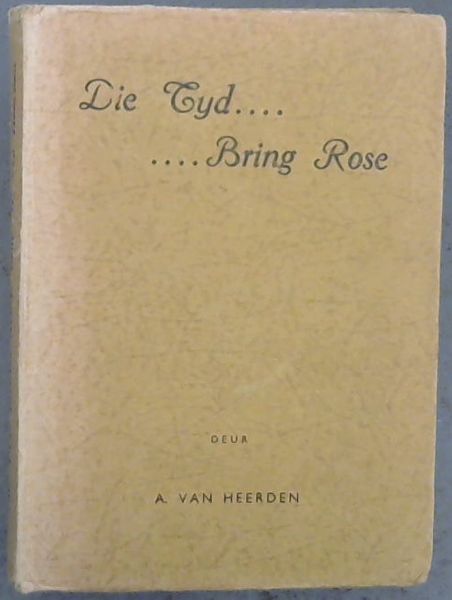 Die Tyd....
....Bring Rose
DEUR
A. VAN HEERDEN